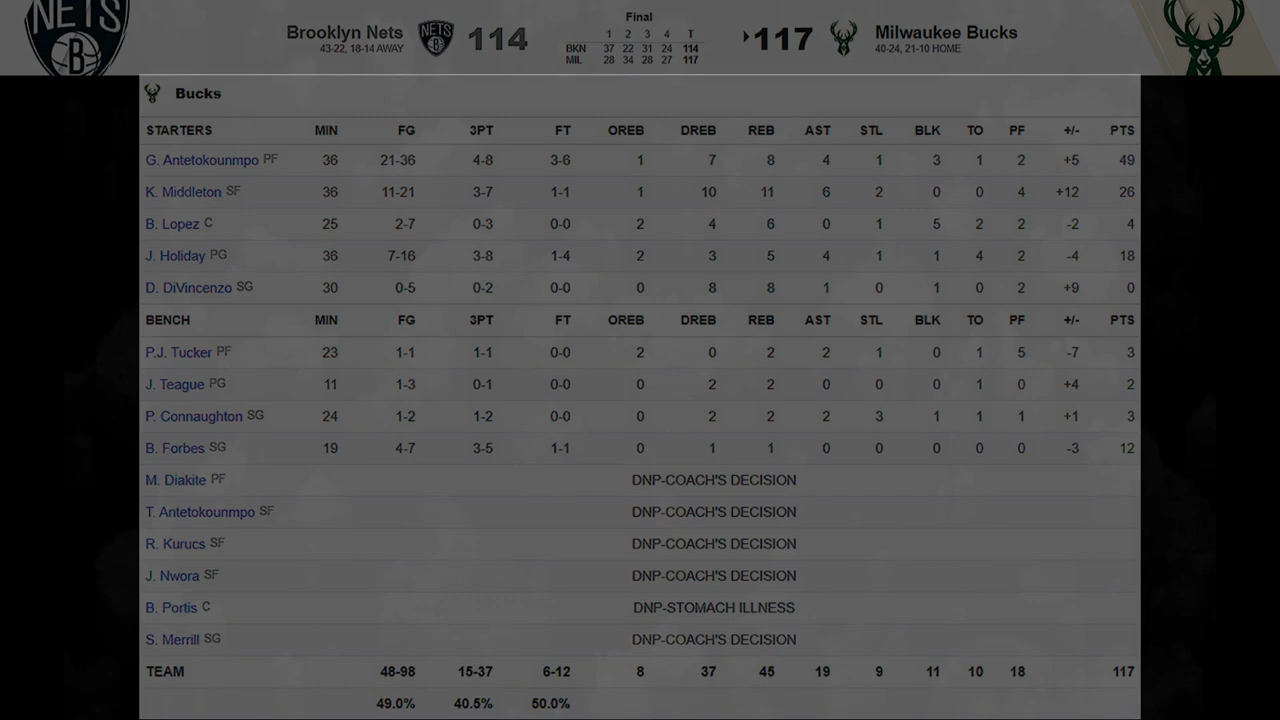 NETS
B
Brooklyn Nets
43-22, 18-14 AWAY
NETS
114
Final
1 2 3 4 T
BKN 37 22 31 24 114
MIL 28 34 28 27 117
117
Milwaukee Bucks
40-24, 21-10 HOME
Bucks
STARTERS MIN FG 3PT FT OREB DREB REB AST STL BLK TO PF +/- PTS
G. Antetokounmpo PF 36 21-36 4-8 3-6 1 7 8 4 1 3 1 2 +5 49
K. Middleton SF 36 11-21 3-7 1-1 1 10 11 6 2 0 0 4 +12 26
B. Lopez C 25 2-7 0-3 0-0 2 4 6 0 1 5 2 2 -2 4
J. Holiday PG 36 7-16 3-8 1-4 2 3 5 4 1 1 4 2 -4 18
D. DiVincenzo SG 30 0-5 0-2 0-0 0 8 8 1 0 1 0 2 +9 0
BENCH MIN FG 3PT FT OREB DREB REB AST STL BLK TO PF +/- PTS
P.J. Tucker PF 23 1-1 1-1 0-0 2 0 2 2 1 0 1 5 -7 3
J. Teague PG 11 1-3 0-1 0-0 0 2 2 0 0 0 1 0 +4 2
P. Connaughton SG 24 1-2 1-2 0-0 0 2 2 2 3 1 1 1 +1 3
B. Forbes SG 19 4-7 3-5 1-1 0 1 1 0 0 0 0 0 -3 12
M. Diakite PF DNP-COACH'S DECISION
T. Antetokounmpo SF DNP-COACH'S DECISION
R. Kurucs SF DNP-COACH'S DECISION
J. Nwora SF DNP-COACH'S DECISION
B. Portis C DNP-STOMACH ILLNESS
S. Merrill SG DNP-COACH'S DECISION
TEAM 48-98 15-37 6-12 8 37 45 19 9 11 10 18 117
49.0% 40.5% 50.0%